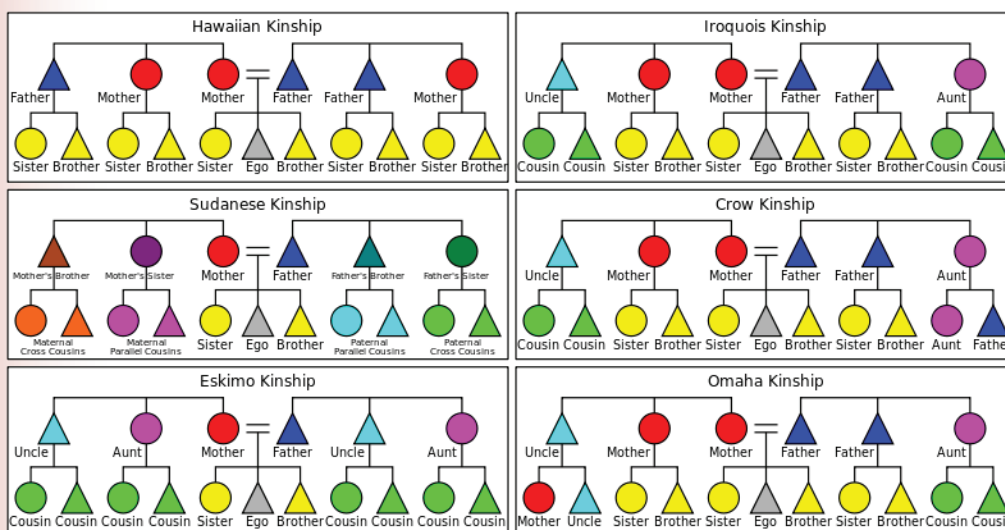 Hawaiian Kinship
Father Mother Mother Father Father Mother
Sister Brother Sister Brother Sister Ego Brother Sister Brother Sister Brother
Iroquois Kinship
Uncle Mother Mother Father Father Aunt
Cousin Cousin Sister Brother Sister Ego Brother Sister Brother Cousin Cousi
Sudanese Kinship
Mother's Brother Mother's Sister Mother Father Father's Brother Father's Sister
Maternal Cross Cousins Maternal Parallel Cousins Sister Ego Brother Paternal Parallel Cousins Paternal Cross Cousins
Crow Kinship
Uncle Mother Mother Father Father Aunt
Cousin Cousin Sister Brother Sister Ego Brother Sister Brother Aunt Father
Eskimo Kinship
Uncle Aunt Mother Father Uncle Aunt
Cousin Cousin Cousin Cousin Sister Ego Brother Cousin Cousin Cousin Cousin
Omaha Kinship
Uncle Mother Mother Father Father Aunt
Mother Uncle Sister Brother Sister Ego Brother Sister Brother Cousin Cousi